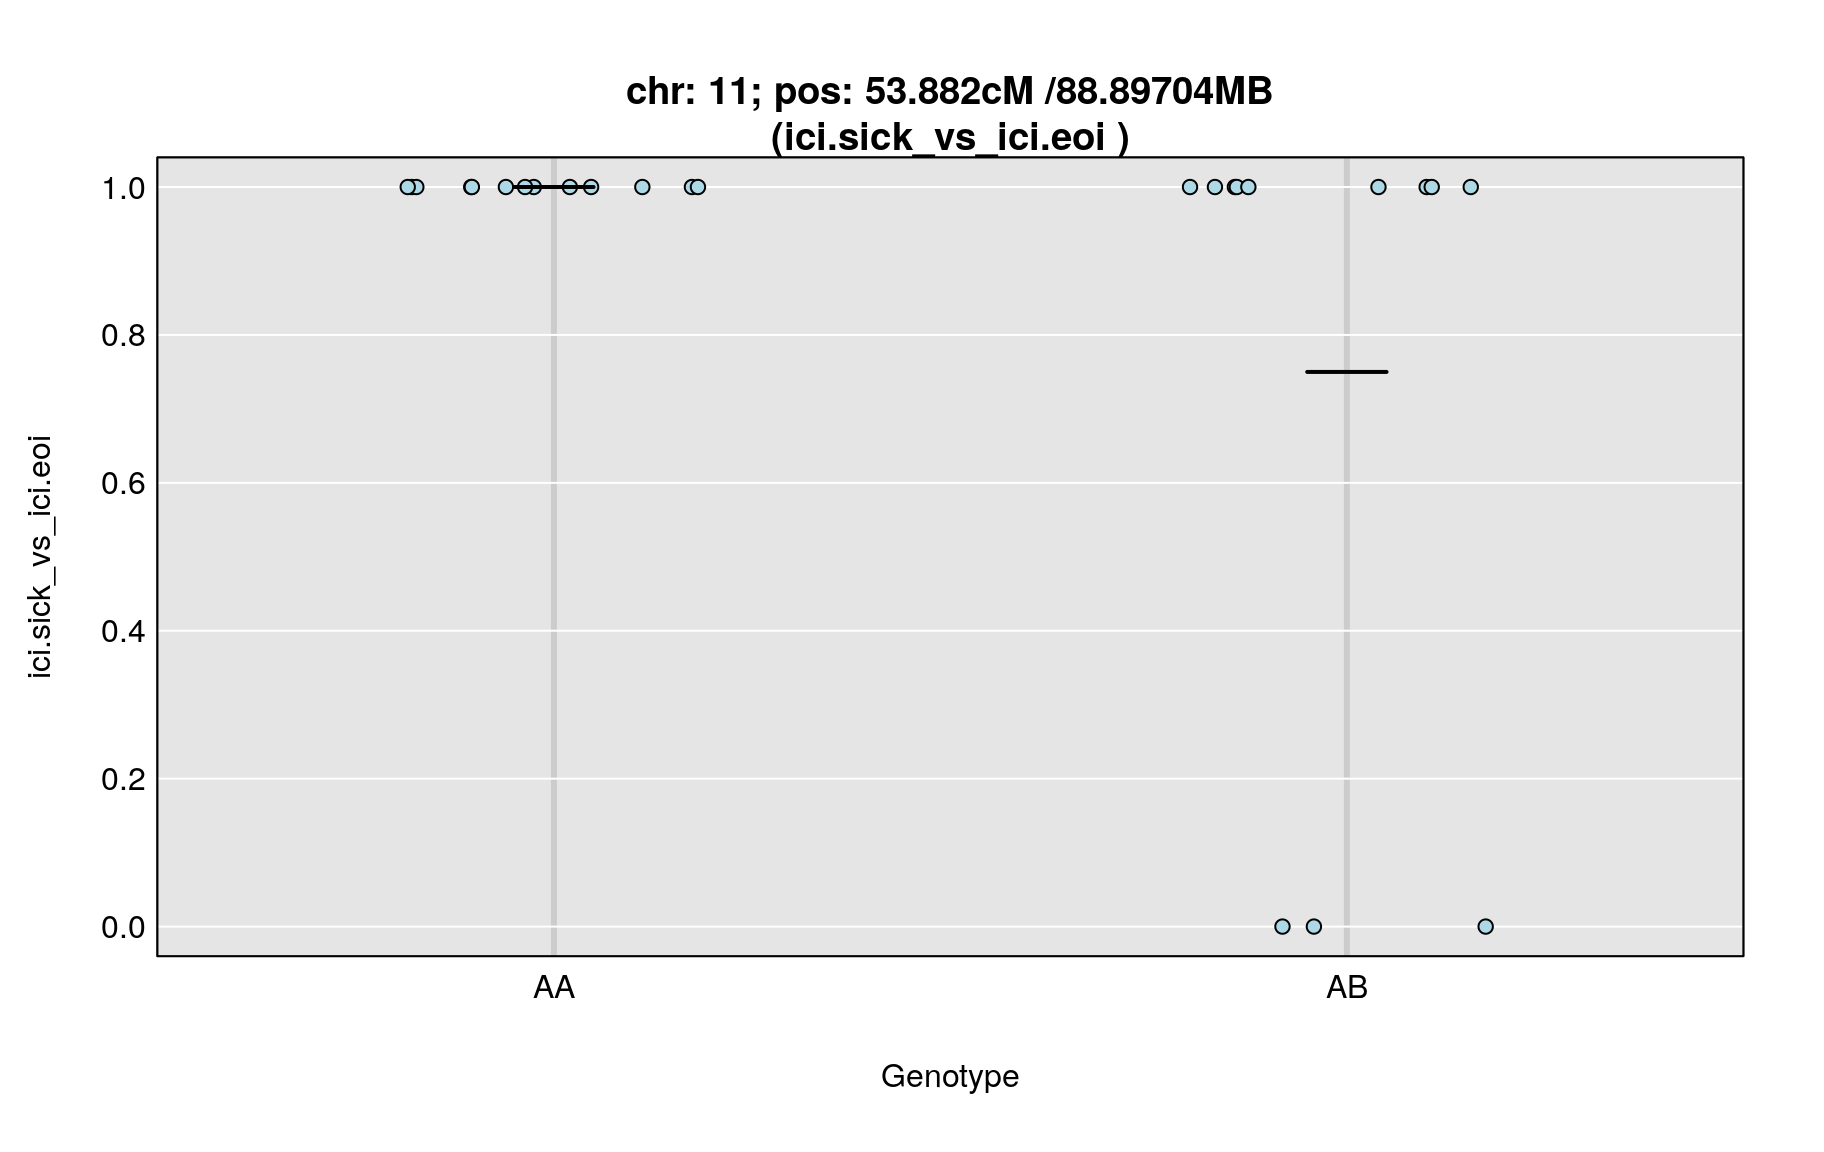 chr: 11; pos: 53.882cM /88.89704MB
(ici.sick_vs_ici.eoi )
ici.sick_vs_ici.eoi
1.0
0.8
0.6
0.4
0.2
0.0
AA
AB
Genotype